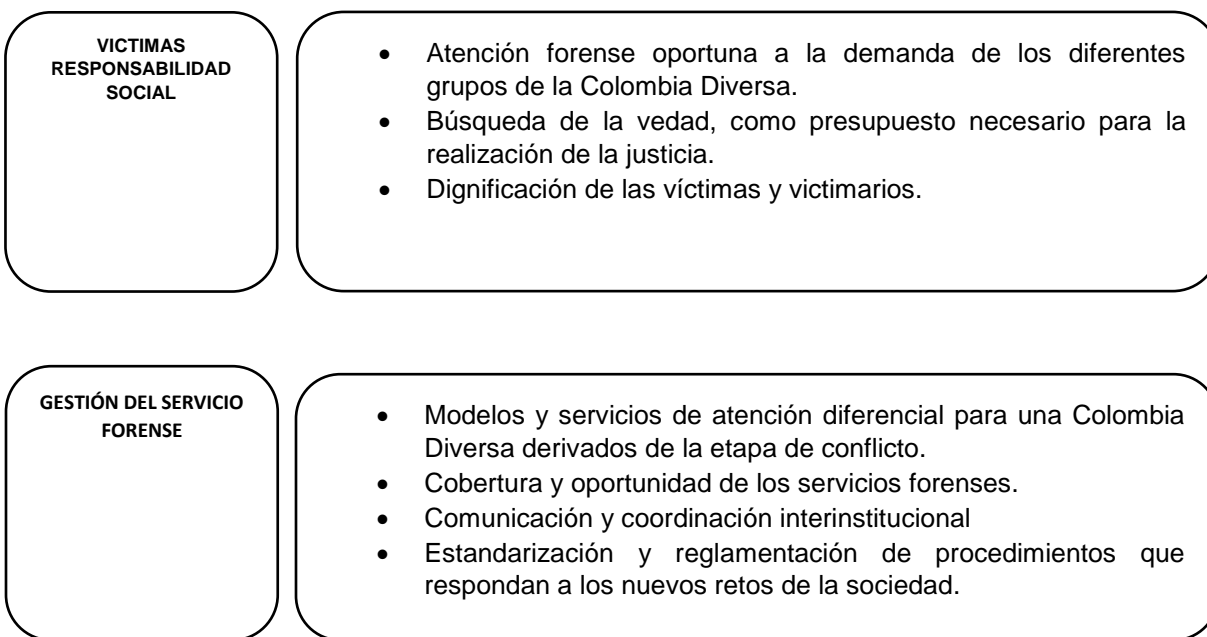 VICTIMAS
RESPONSABILIDAD
SOCIAL
• Atención forense oportuna a la demanda de los diferentes
grupos de la Colombia Diversa.
• Búsqueda de la vedad, como presupuesto necesario para la
realización de la justicia.
• Dignificación de las víctimas y victimarios.
GESTIÓN DEL SERVICIO
FORENSE
• Modelos y servicios de atención diferencial para una Colombia
Diversa derivados de la etapa de conflicto.
• Cobertura y oportunidad de los servicios forenses.
• Comunicación y coordinación interinstitucional
• Estandarización y reglamentación de procedimientos que
respondan a los nuevos retos de la sociedad.